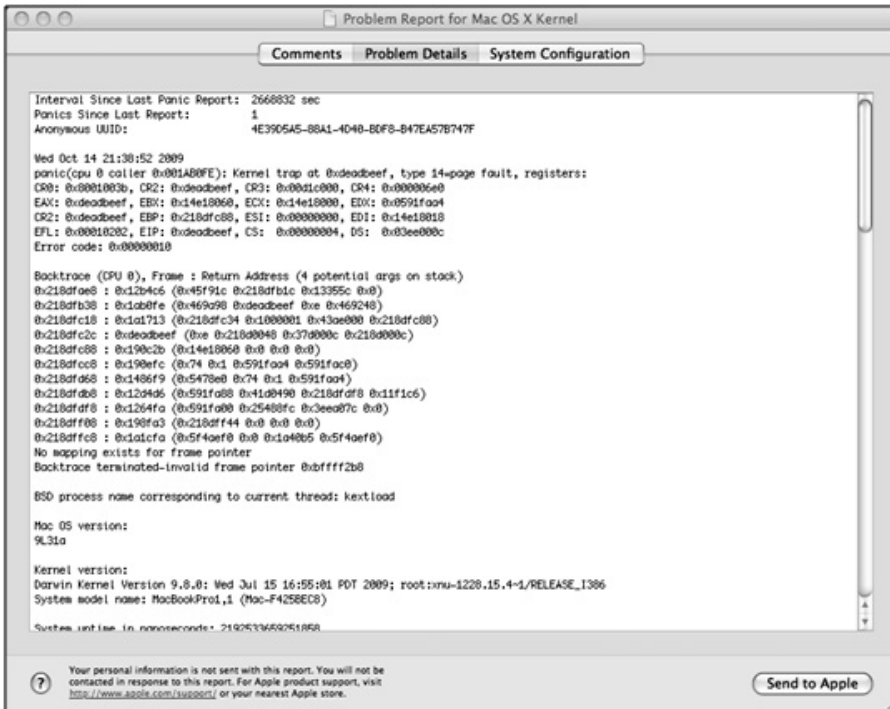 Problem Report for Mac OS X Kernel
Comments Problem Details System Configuration
Interval Since Last Panic Report: 2668832 sec
Panics Since Last Report: 1
Anonymous UUID: 4E39D5A5-88A1-4D40-BDF8-B47EA57B747F
Wed Oct 14 21:38:52 2009
panic(cpu 0 caller 0x001AB0FE): Kernel trap at 0xdeadbeef, type 14=page fault, registers:
CR0: 0x8001003b, CR2: 0xdeadbeef, CR3: 0x00d1c000, CR4: 0x000006e0
EAX: 0xdeadbeef, EBX: 0x14e18060, ECX: 0x14e18000, EDX: 0x0591faa4
CR2: 0xdeadbeef, EBP: 0x218dfc88, ESI: 0x00000000, EDI: 0x14e18018
EFL: 0x00010202, EIP: 0xdeadbeef, CS: 0x00000004, DS: 0x03ee000c
Error code: 0x00000010
Backtrace (CPU 0), Frame : Return Address (4 potential args on stack)
0x218dfae8 : 0x12b4c6 (0x45f91c 0x218dfb1c 0x13355c 0x0)
0x218dfb38 : 0x1ab0fe (0x469a98 0xdeadbeef 0xe 0x469248)
0x218dfc18 : 0x1a1713 (0x218dfc34 0x1000001 0x43ae000 0x218dfc88)
0x218dfc2c : 0xdeadbeef (0xe 0x218d0048 0x37d000c 0x218d000c)
0x218dfc88 : 0x190c2b (0x14e18060 0x0 0x0 0x0)
0x218dfcc8 : 0x190efc (0x74 0x1 0x591faa4 0x591fac0)
0x218dfd68 : 0x1486f9 (0x5478e0 0x74 0x1 0x591faa4)
0x218dfdb8 : 0x12d4d6 (0x591fa88 0x41d0490 0x218dfdf8 0x11f1c6)
0x218dfdf8 : 0x1264fa (0x591fa00 0x25488fc 0x3eea07c 0x0)
0x218dff08 : 0x198fa3 (0x218dff44 0x0 0x0 0x0)
0x218dffc8 : 0x1a1cfa (0x5f4aef0 0x0 0x1a40b5 0x5f4aef0)
No mapping exists for frame pointer
Backtrace terminated-invalid frame pointer 0xbffff2b8
BSD process name corresponding to current thread: kextload
Mac OS version:
9L31a
Kernel version:
Darwin Kernel Version 9.8.0: Wed Jul 15 16:55:01 PDT 2009; root:xnu-1228.15.4~1/RELEASE_I386
System model name: MacBookPro1,1 (Mac-F425BEC8)
System uptime in nanoseconds: 2192533659251858
Your personal information is not sent with this report. You will not be
contacted in response to this report. For Apple product support, visit
http://www.apple.com/support/ or your nearest Apple store.
? Send to Apple